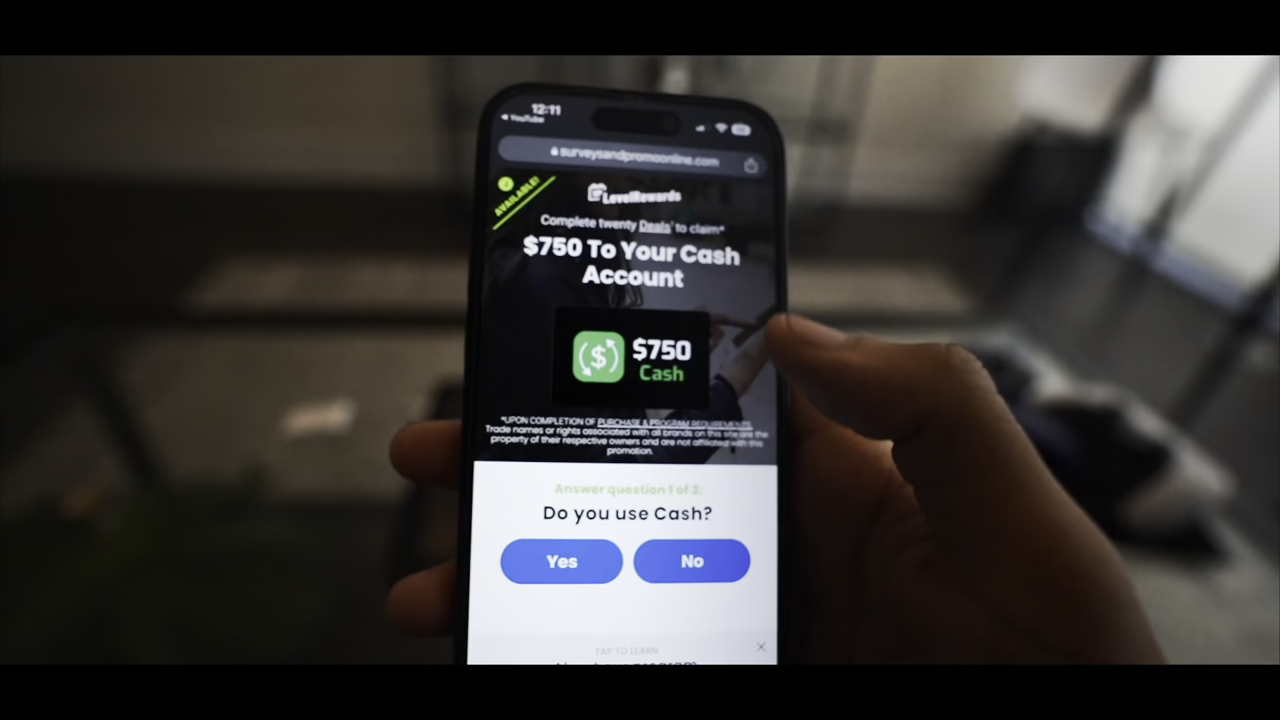 12:11
◀ YouTube
surveysandpromoonline.com
AVAILABLE!
LevelRewards
Complete twenty Deals* to claim*
$750 To Your Cash
Account
$
$750
Cash
*UPON COMPLETION OF PURCHASE & PROGRAM REQUIREMENTS.
Trade names or rights associated with all brands on this site are the
property of their respective owners and are not affiliated with this
promotion.
Answer question 1 of 2:
Do you use Cash?
Yes
No
TAP TO LEARN